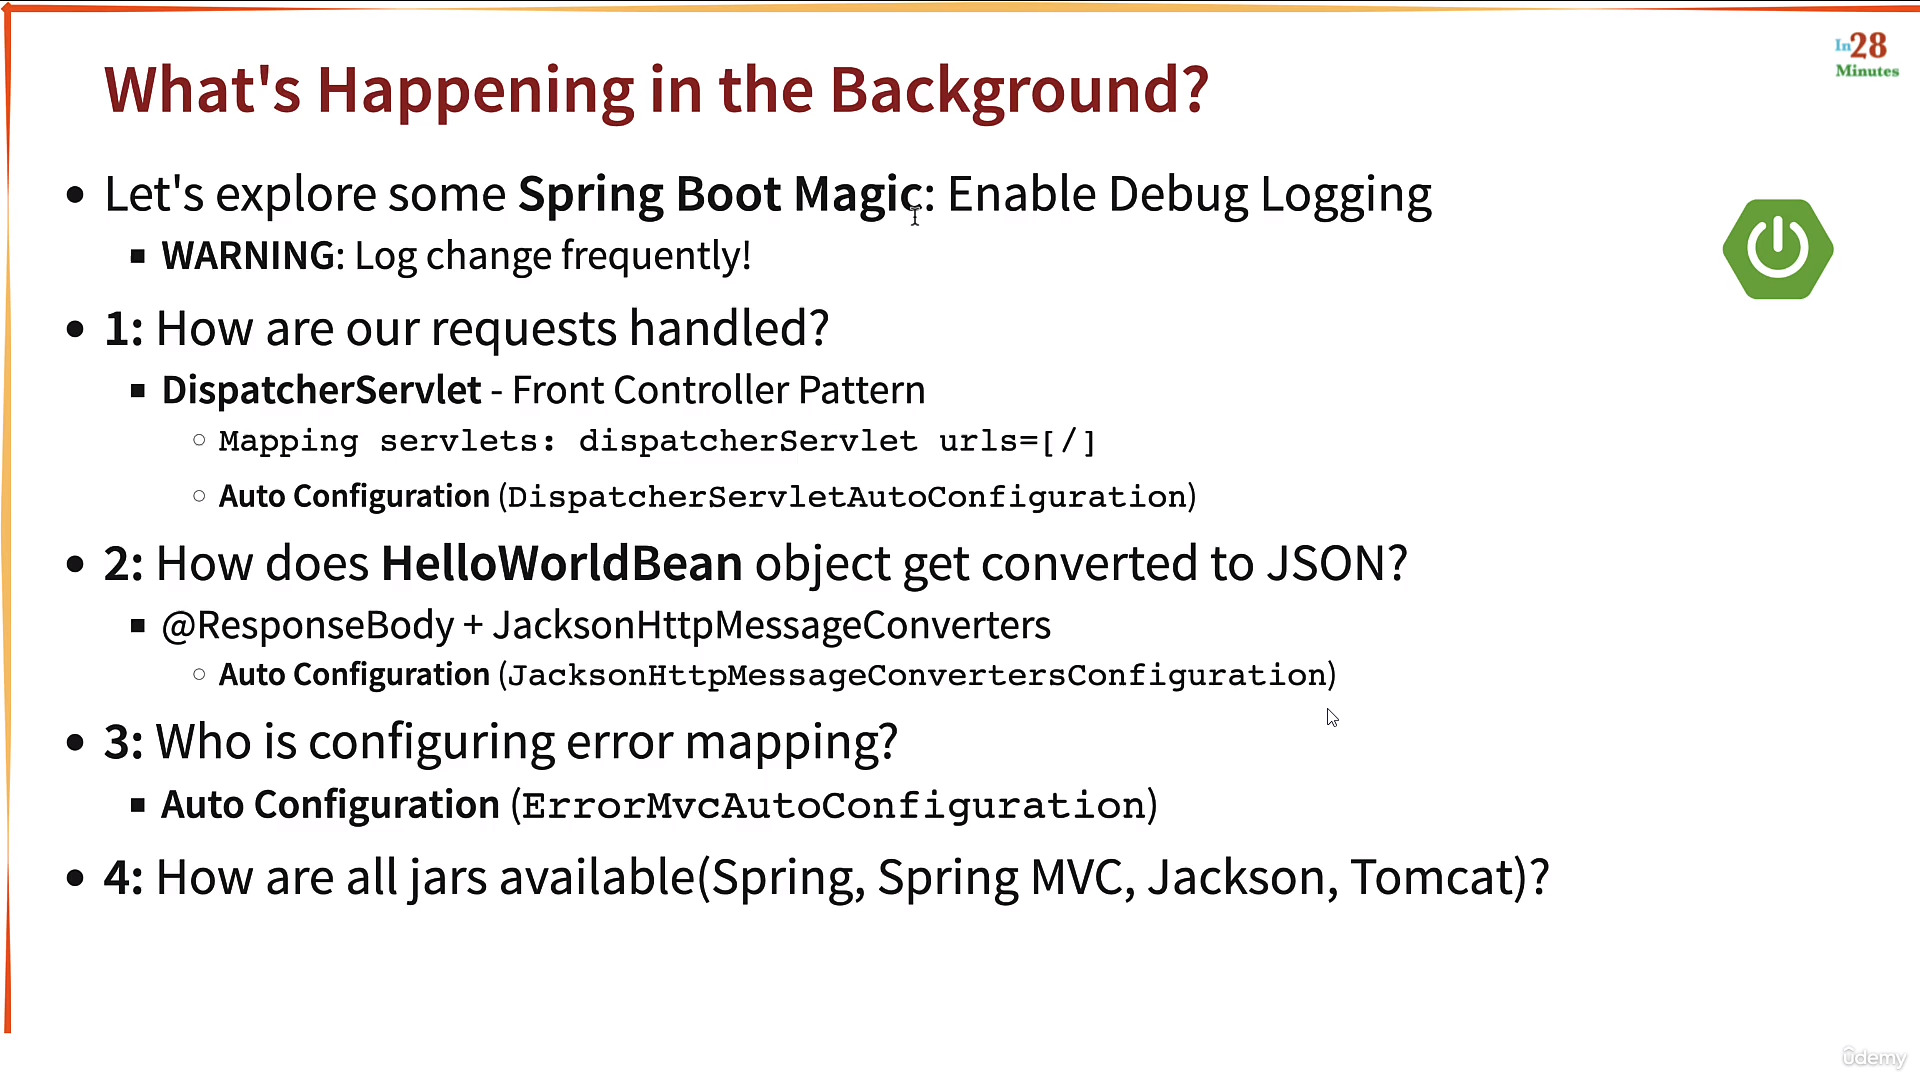 In28
Minutes
What's Happening in the Background?
Let's explore some Spring Boot Magic: Enable Debug Logging
WARNING: Log change frequently!
1: How are our requests handled?
DispatcherServlet - Front Controller Pattern
Mapping servlets: dispatcherServlet urls=[/]
Auto Configuration (DispatcherServletAutoConfiguration)
2: How does HelloWorldBean object get converted to JSON?
@ResponseBody + JacksonHttpMessageConverters
Auto Configuration (JacksonHttpMessageConvertersConfiguration)
3: Who is configuring error mapping?
Auto Configuration (ErrorMvcAutoConfiguration)
4: How are all jars available(Spring, Spring MVC, Jackson, Tomcat)?
ûdemy